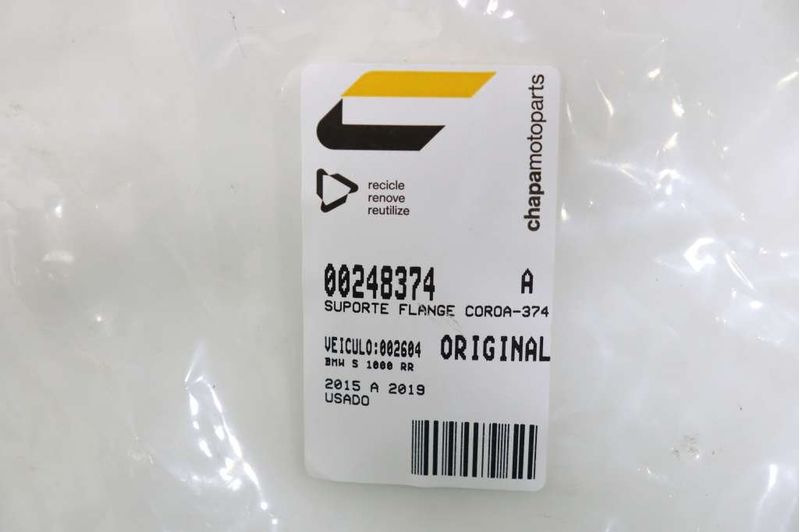 recicle
renove
reutilize
chapamotoparts
00248374 A
SUPORTE FLANGE COROA-374
VEICULO:002604 ORIGINAL
BMW S 1000 RR
2015 A 2019
USADO